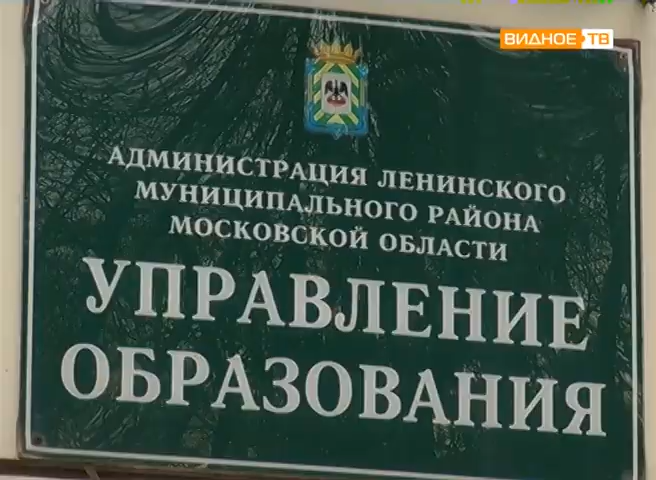 ВИДНОЕ ТВ
АДМИНИСТРАЦИЯ ЛЕНИНСКОГО
МУНИЦИПАЛЬНОГО РАЙОНА
МОСКОВСКОЙ ОБЛАСТИ
УПРАВЛЕНИЕ
ОБРАЗОВАНИЯ